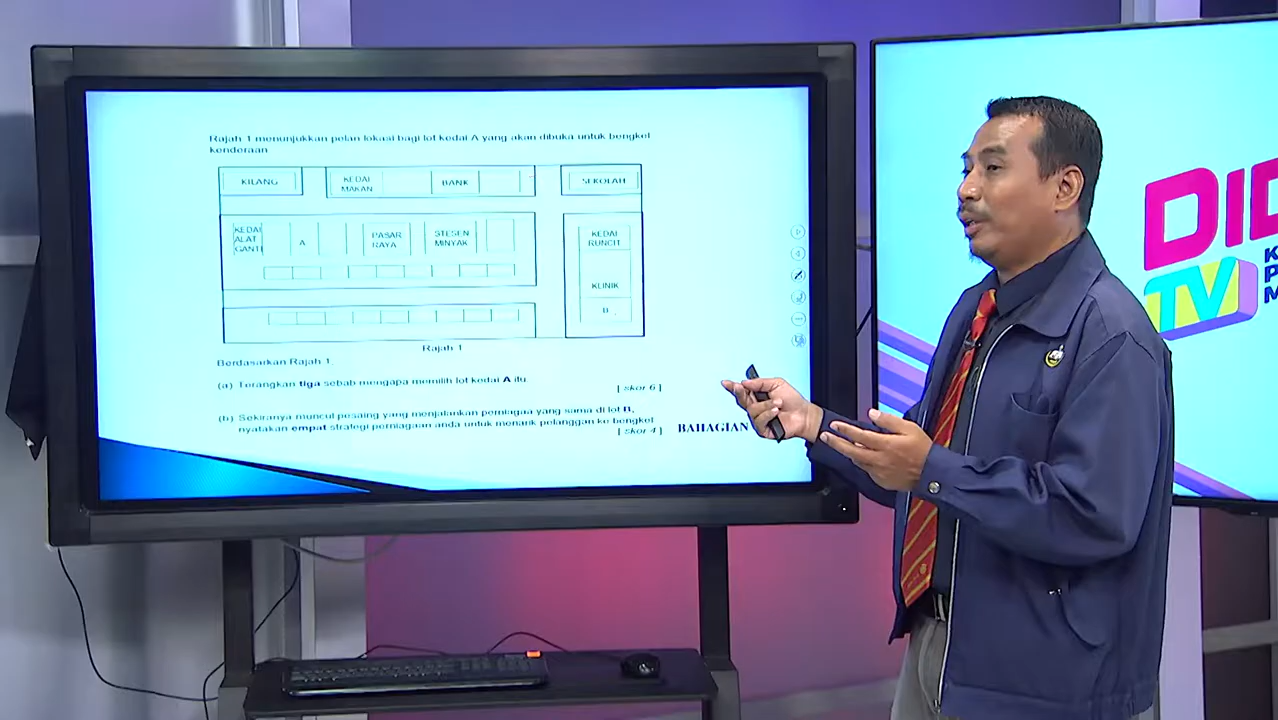 Rajah 1 menunjukkan pelan lokasi bagi lot kedai A yang akan dibuka untuk bengkel
kenderaan
KILANG
KEDAI
MAKAN
BANK
SEKOLAH
KEDAI
ALAT
GANTI
A
PASAR
RAYA
STESEN
MINYAK
KEDAI
RUNCIT
KLINIK
B
Rajah 1
Berdasarkan Rajah 1,
(a) Terangkan tiga sebab mengapa memilih lot kedai A itu.
[ skor 6 ]
(b) Sekiranya muncul pesaing yang menjalankan perniagaa yang sama di lot B,
nyatakan empat strategi perniagaan anda untuk menarik pelanggan ke bengkel
[ skor 4 ]
BAHAGIAN
DID
TV
K
P
M